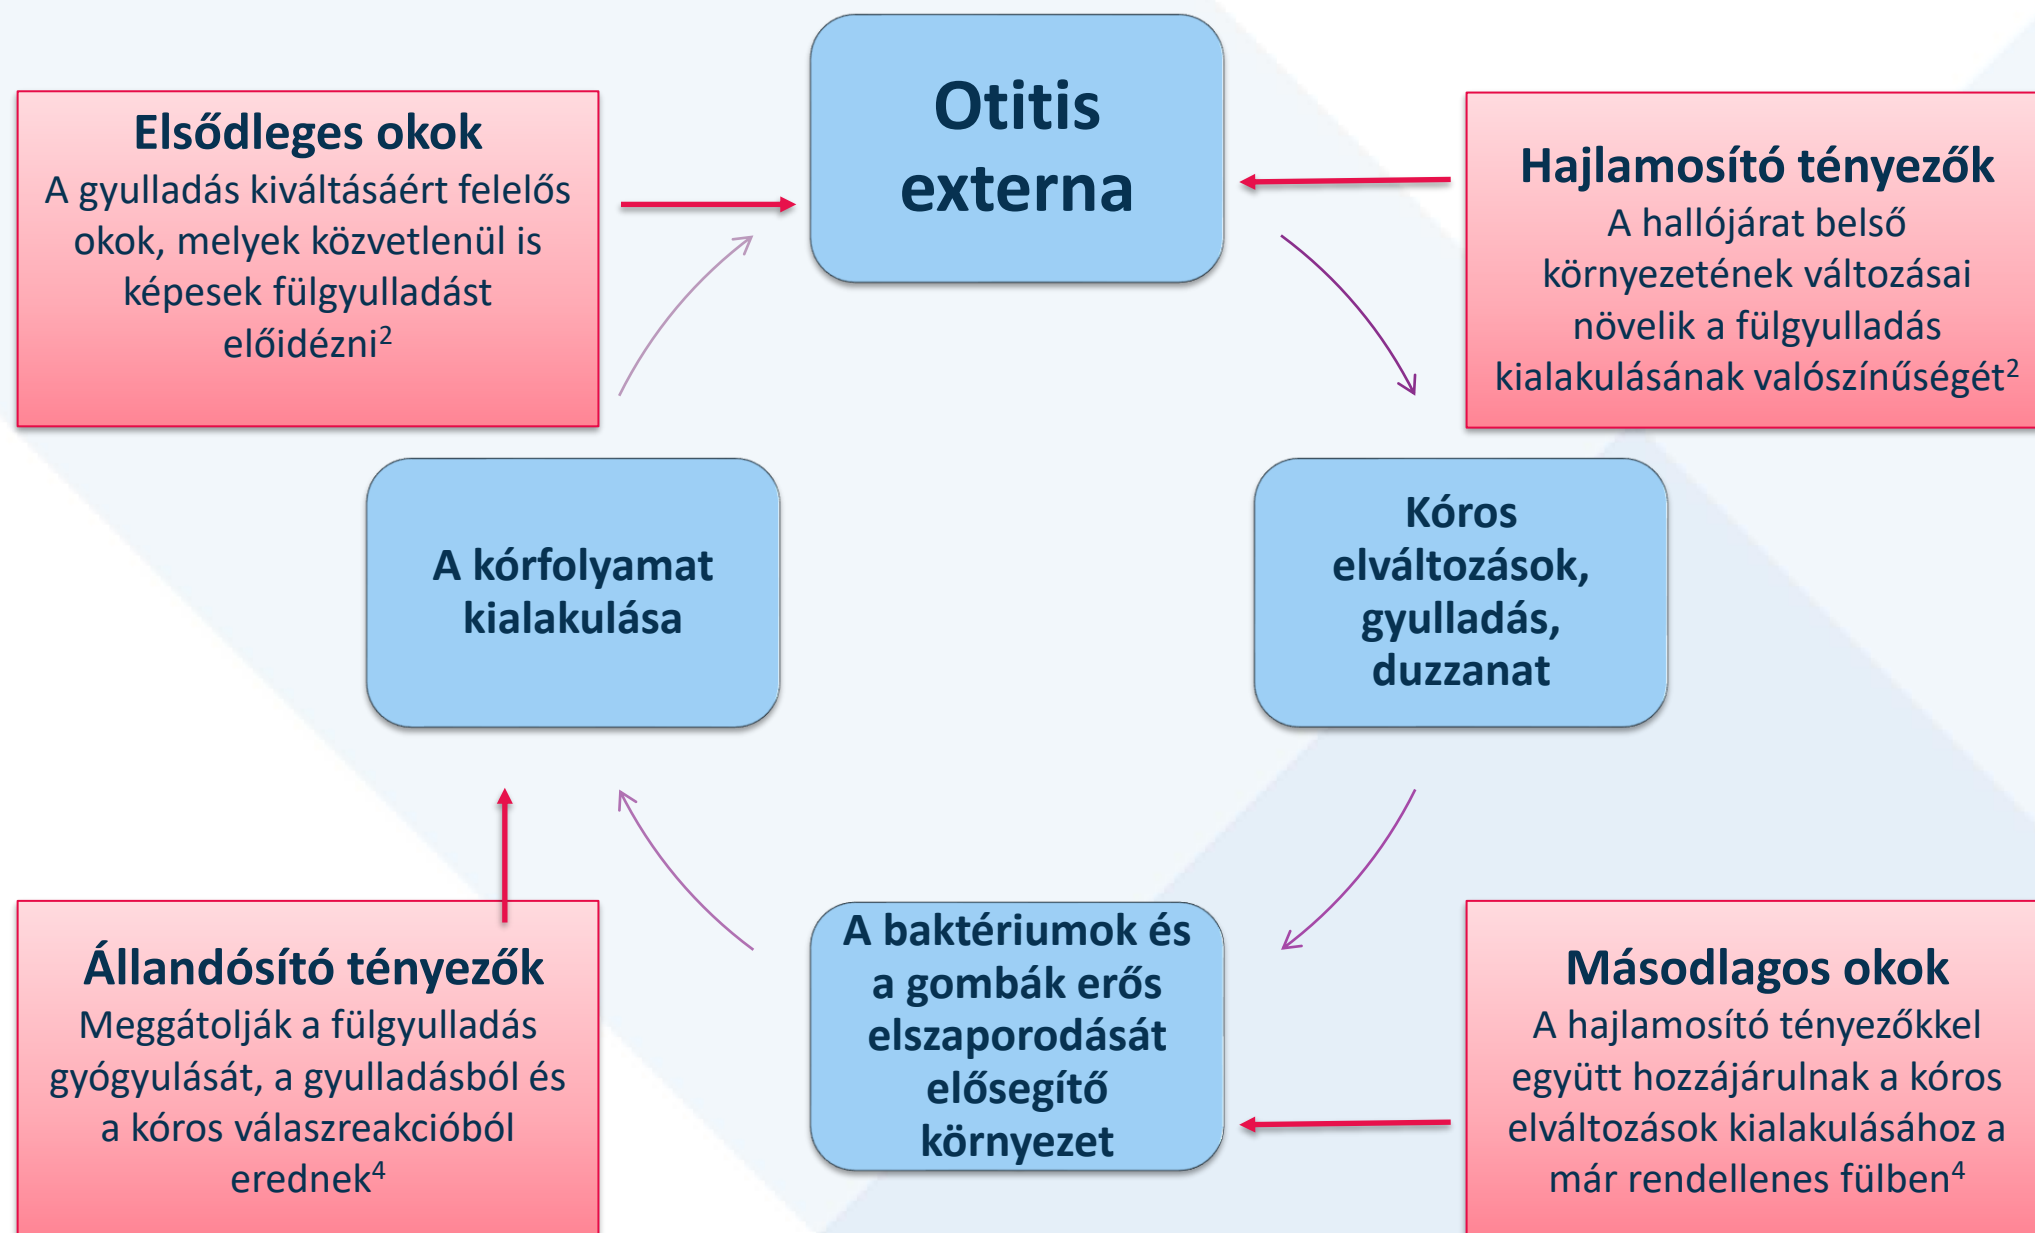 Otitis
externa
Elsődleges okok
A gyulladás kiváltásáért felelős
okok, melyek közvetlenül is
képesek fülgyulladást
előidézni²
Hajlamosító tényezők
A hallójárat belső
környezetének változásai
növelik a fülgyulladás
kialakulásának valószínűségét²
A kórfolyamat
kialakulása
Kóros
elváltozások,
gyulladás,
duzzanat
Állandósító tényezők
Meggátolják a fülgyulladás
gyógyulását, a gyulladásból és
a kóros válaszreakcióból
erednek⁴
A baktériumok és
a gombák erős
elszaporodását
elősegítő
környezet
Másodlagos okok
A hajlamosító tényezőkkel
együtt hozzájárulnak a kóros
elváltozások kialakulásához a
már rendellenes fülben⁴